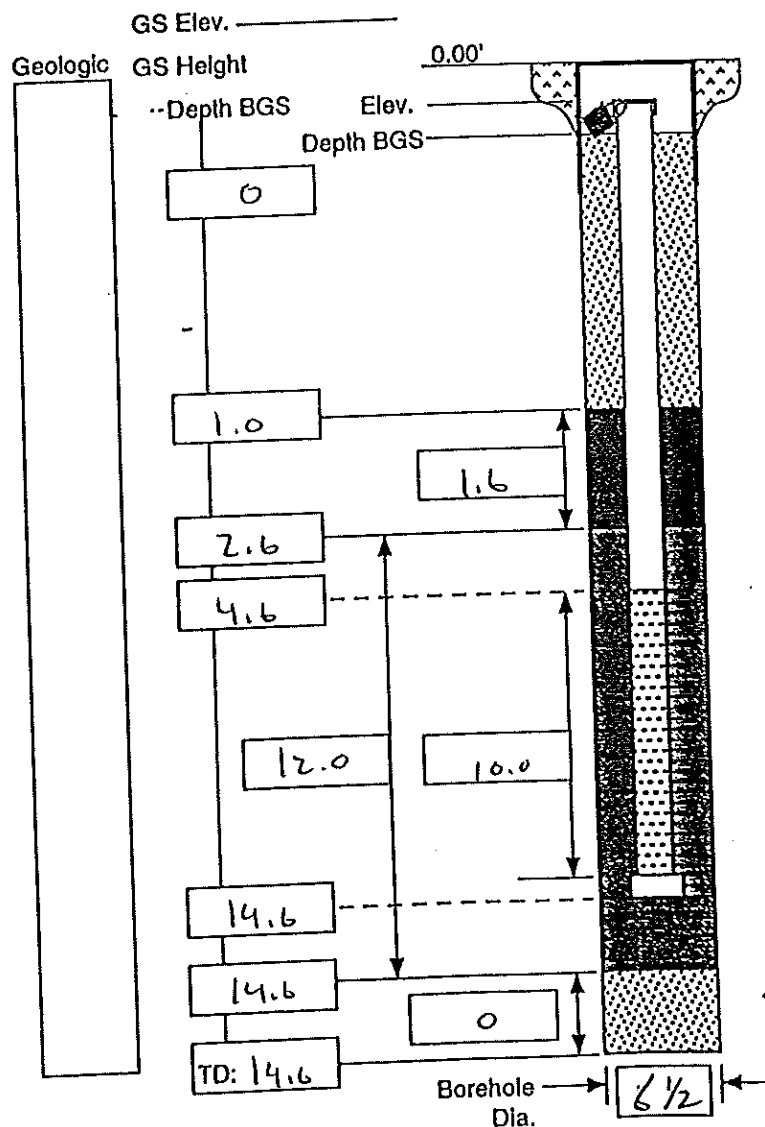 GS Elev.
Geologic GS Height 0.00'
Depth BGS Elev.
Depth BGS
0
1.0
1.6
2.6
4.6
12.0 10.0
14.6
14.6
0
TD: 14.6
Borehole Dia. 6 1/2